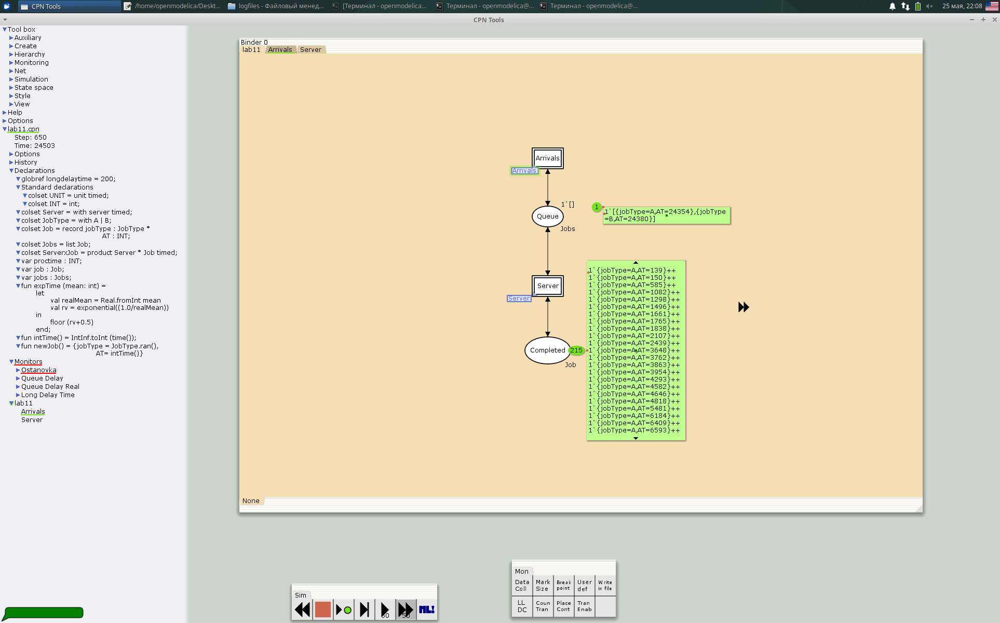 CPN Tools
/home/openmodelica/Deskt...
logfiles - Файловый менед...
[Терминал - openmodelica...
Терминал - openmodelica@...
Терминал - openmodelica@...
25 мая, 22:08
CPN Tools
Tool box
Auxiliary
Create
Hierarchy
Monitoring
Net
Simulation
State space
Style
View
Help
Options
lab11.cpn
Step: 650
Time: 24503
Options
History
Declarations
globref longdelaytime = 200;
Standard declarations
colset UNIT = unit timed;
colset INT = int;
colset Server = with server timed;
colset JobType = with A | B;
colset Job = record jobType : JobType *
AT : INT;
colset Jobs = list Job;
colset ServerxJob = product Server * Job timed;
var proctime : INT;
var job : Job;
var jobs : Jobs;
fun expTime (mean: int) =
let
val realMean = Real.fromInt mean
val rv = exponential((1.0/realMean))
in
floor (rv+0.5)
end;
fun intTime() = IntInf.toInt (time());
fun newJob() = {jobType = JobType.ran(),
AT= intTime()}
Monitors
Ostanovka
Queue Delay
Queue Delay Real
Long Delay Time
lab11
Arrivals
Server
Binder 0
lab11
Arrivals
Server
Arrivals
Arrivals
1`[]
Queue
Jobs
1
1`[{jobType=A,AT=24354},{jobType
=B,AT=24380}]
Server
Server
Completed
215
Job
1`{jobType=A,AT=139}++
1`{jobType=A,AT=150}++
1`{jobType=A,AT=585}++
1`{jobType=A,AT=1082}++
1`{jobType=A,AT=1298}++
1`{jobType=A,AT=1496}++
1`{jobType=A,AT=1661}++
1`{jobType=A,AT=1765}++
1`{jobType=A,AT=1838}++
1`{jobType=A,AT=2107}++
1`{jobType=A,AT=2439}++
1`{jobType=A,AT=3648}++
1`{jobType=A,AT=3762}++
1`{jobType=A,AT=3863}++
1`{jobType=A,AT=3954}++
1`{jobType=A,AT=4293}++
1`{jobType=A,AT=4582}++
1`{jobType=A,AT=4646}++
1`{jobType=A,AT=4818}++
1`{jobType=A,AT=5481}++
1`{jobType=A,AT=6184}++
1`{jobType=A,AT=6409}++
1`{jobType=A,AT=6593}++
None
Sim
50
50
ML!
Mon
Data
Coll
Mark
Size
Break
point
User
def
Write
in file
LL
DC
Coun
Tran
Place
Cont
Tran
Enab